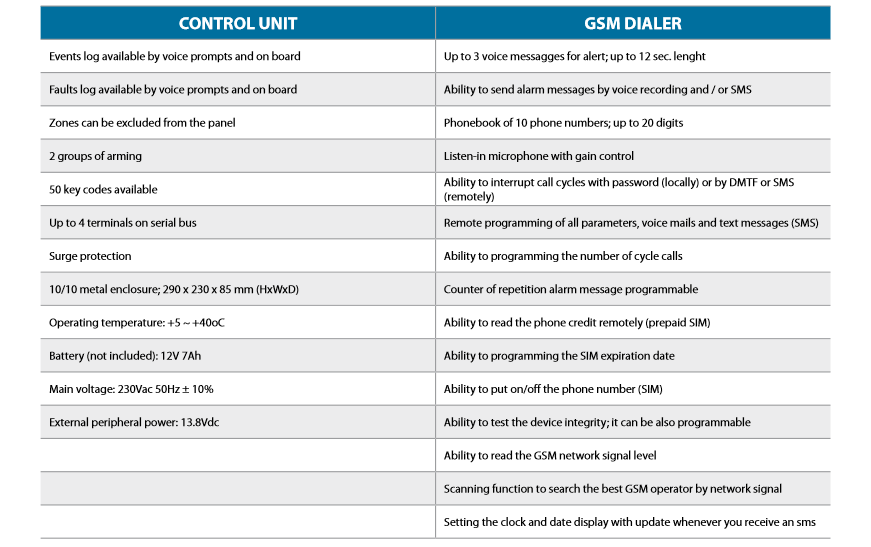 CONTROL UNIT GSM DIALER
Events log available by voice prompts and on board Up to 3 voice messagges for alert; up to 12 sec. lenght
Faults log available by voice prompts and on board Ability to send alarm messages by voice recording and / or SMS
Zones can be excluded from the panel Phonebook of 10 phone numbers; up to 20 digits
2 groups of arming Listen-in microphone with gain control
50 key codes available Ability to interrupt call cycles with password (locally) or by DMTF or SMS
(remotely)
Up to 4 terminals on serial bus Remote programming of all parameters, voice mails and text messages (SMS)
Surge protection Ability to programming the number of cycle calls
10/10 metal enclosure; 290 x 230 x 85 mm (HxWxD) Counter of repetition alarm message programmable
Operating temperature: +5 ~ +40oC Ability to read the phone credit remotely (prepaid SIM)
Battery (not included): 12V 7Ah Ability to programming the SIM expiration date
Main voltage: 230Vac 50Hz ± 10% Ability to put on/off the phone number (SIM)
External peripheral power: 13.8Vdc Ability to test the device integrity; it can be also programmable
Ability to read the GSM network signal level
Scanning function to search the best GSM operator by network signal
Setting the clock and date display with update whenever you receive an sms